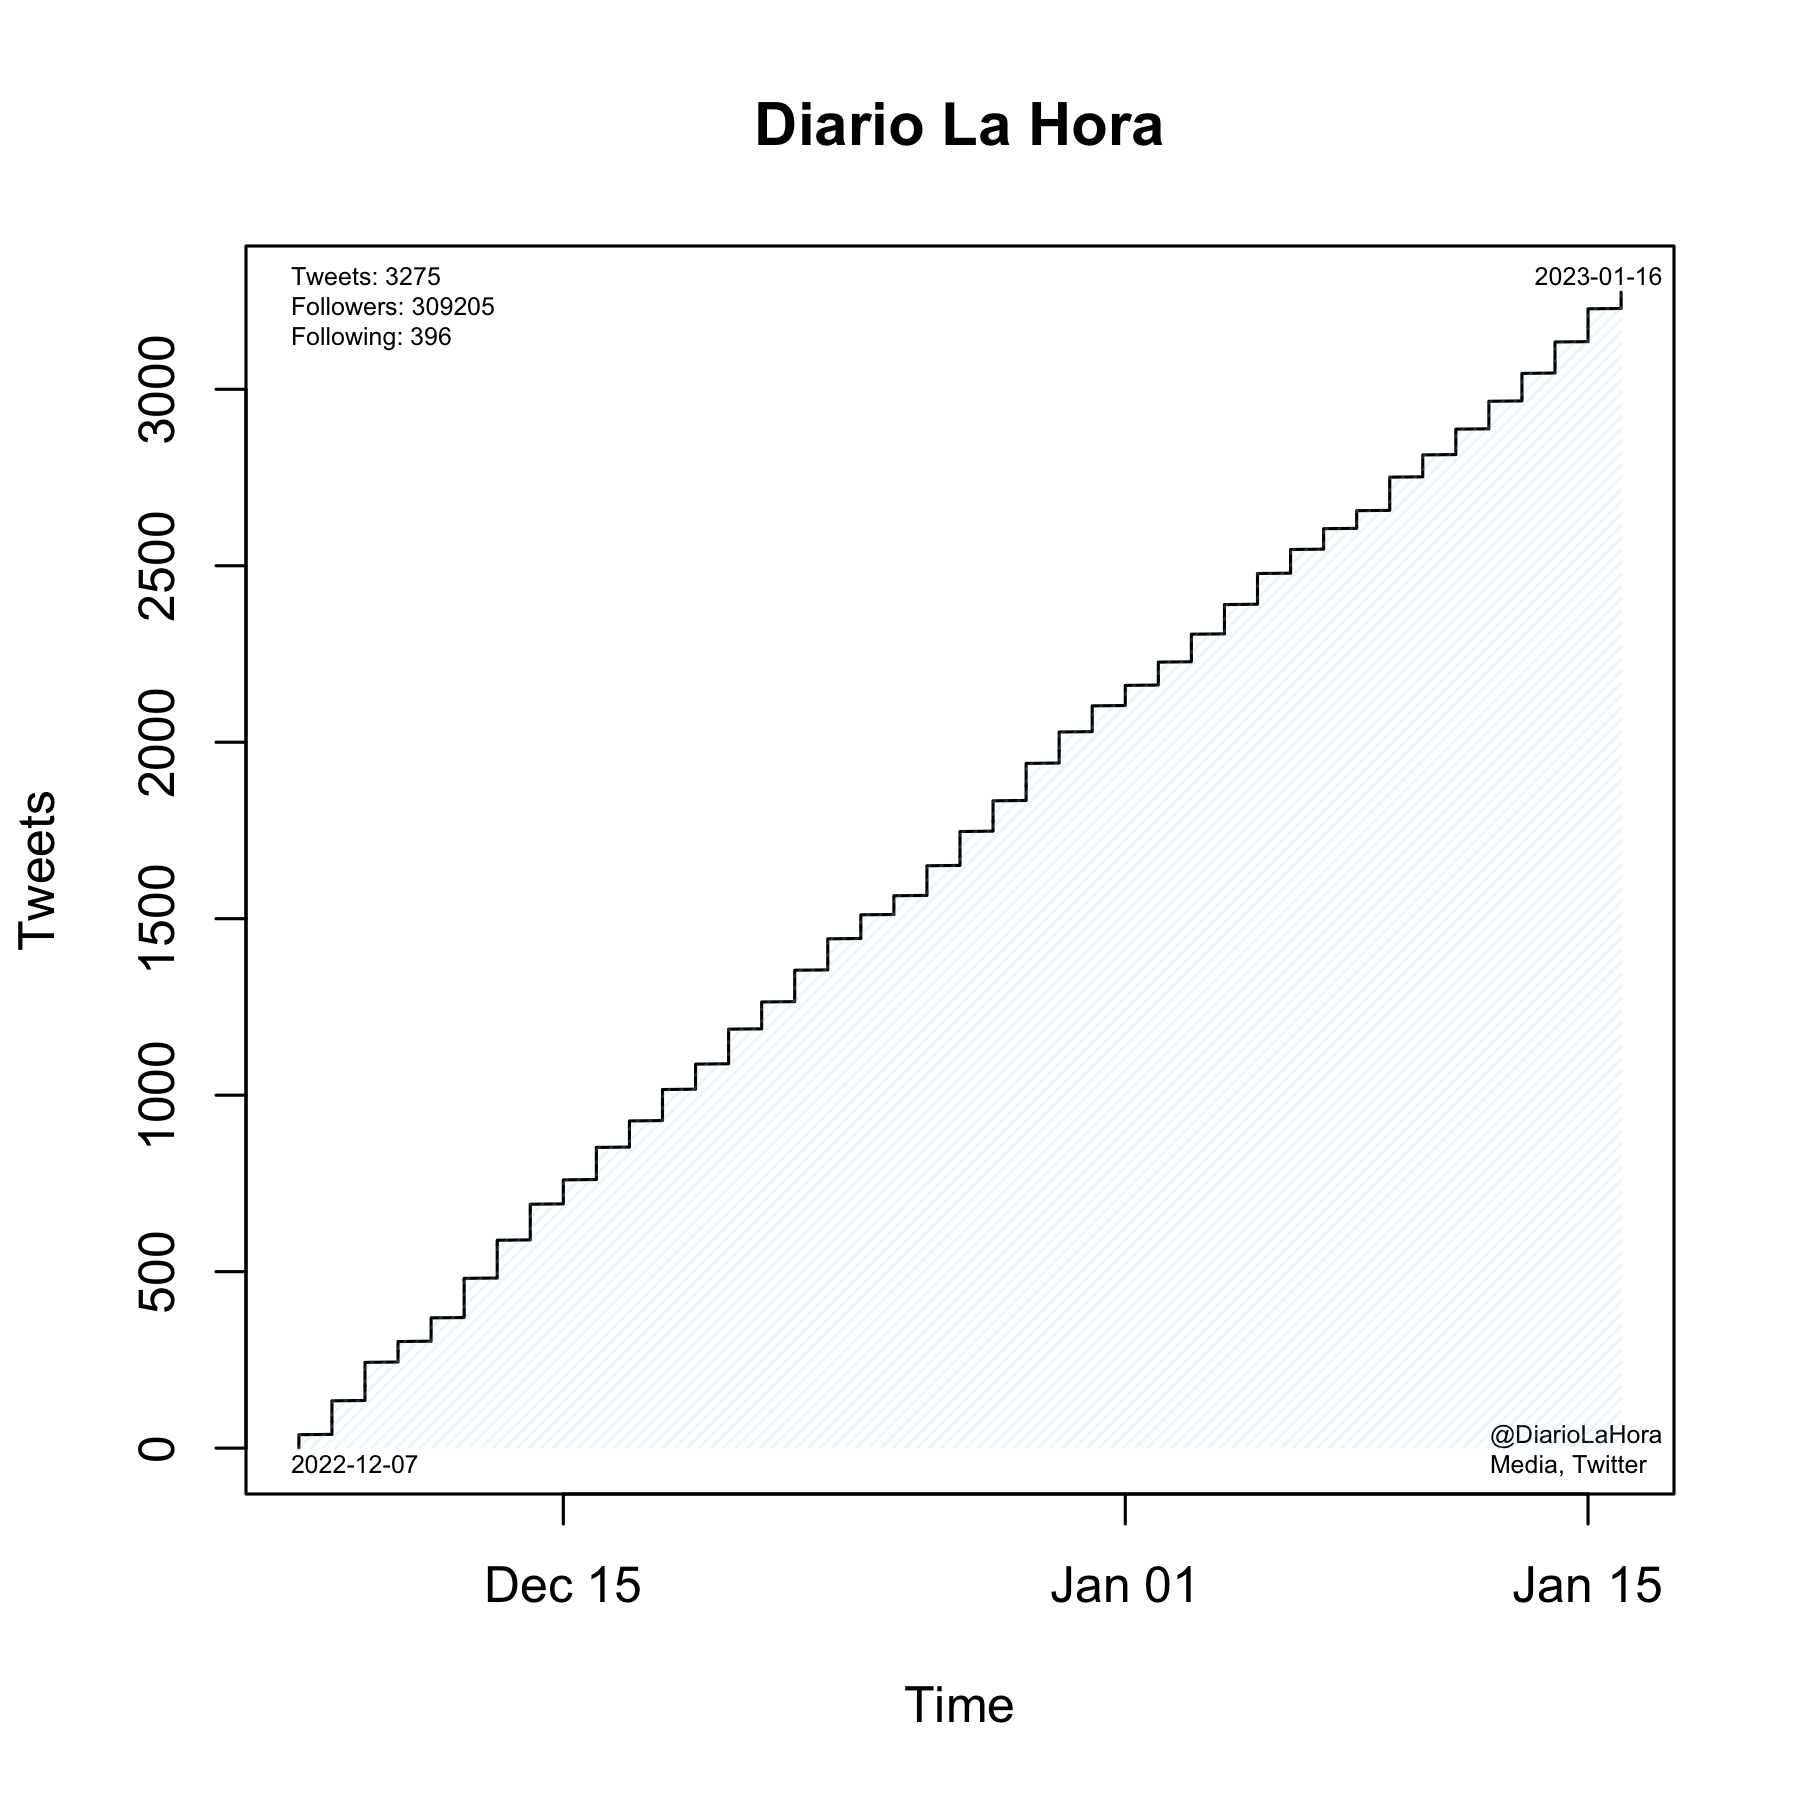 Diario La Hora
Tweets: 3275
Followers: 309205
Following: 396
2023-01-16
3000
2500
2000
1500
1000
500
0
Tweets
@DiarioLaHora
Media, Twitter
2022-12-07
Dec 15
Jan 01
Jan 15
Time